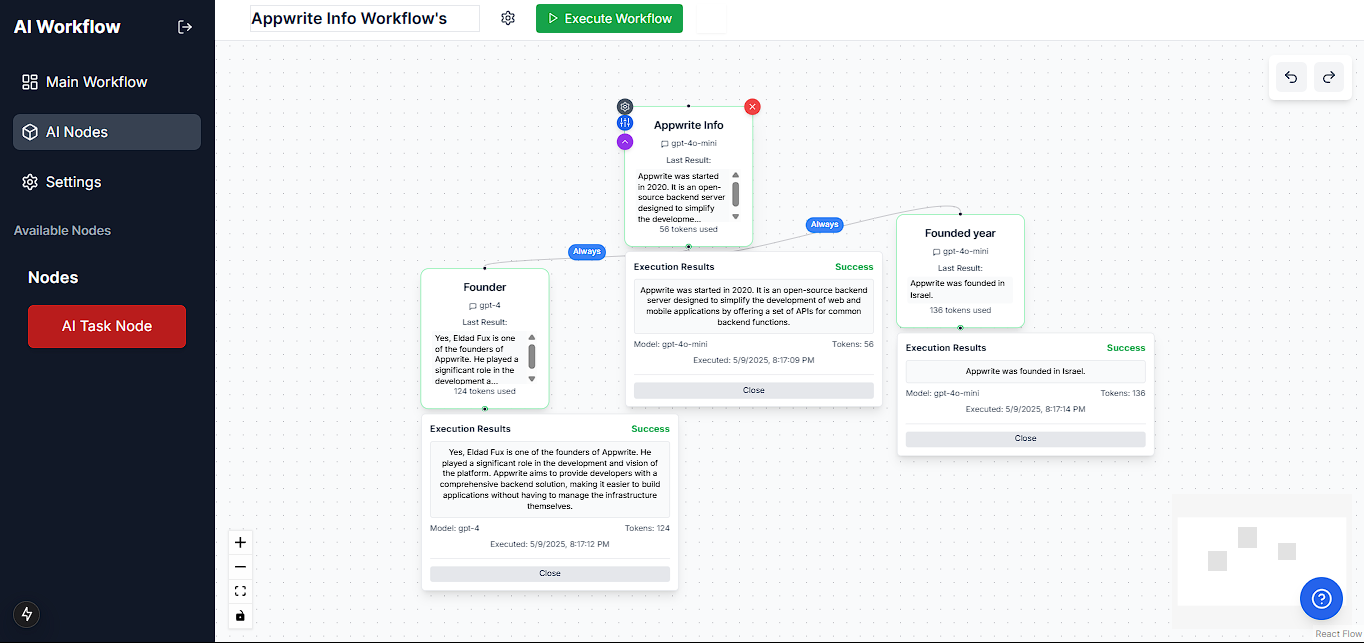 AI Workflow
Main Workflow
AI Nodes
Settings
Available Nodes
Nodes
AI Task Node
Appwrite Info Workflow's
Execute Workflow
Appwrite Info
gpt-4o-mini
Last Result:
Appwrite was started
in 2020. It is an open-
source backend server
designed to simplify
the developme...
56 tokens used
Always
Always
Execution Results
Success
Appwrite was started in 2020. It is an open-source backend
server designed to simplify the development of web and
mobile applications by offering a set of APIs for common
backend functions.
Model: gpt-4o-mini
Tokens: 56
Executed: 5/9/2025, 8:17:09 PM
Close
Founder
gpt-4
Last Result:
Yes, Eldad Fux is one
of the founders of
Appwrite. He played a
significant role in the
development a...
124 tokens used
Execution Results
Success
Yes, Eldad Fux is one of the founders of Appwrite. He
played a significant role in the development and vision of
the platform. Appwrite aims to provide developers with a
comprehensive backend solution, making it easier to build
applications without having to manage the infrastructure
themselves.
Model: gpt-4
Tokens: 124
Executed: 5/9/2025, 8:17:12 PM
Close
Founded year
gpt-4o-mini
Last Result:
Appwrite was founded in
Israel.
136 tokens used
Execution Results
Success
Appwrite was founded in Israel.
Model: gpt-4o-mini
Tokens: 136
Executed: 5/9/2025, 8:17:14 PM
Close
React Flow